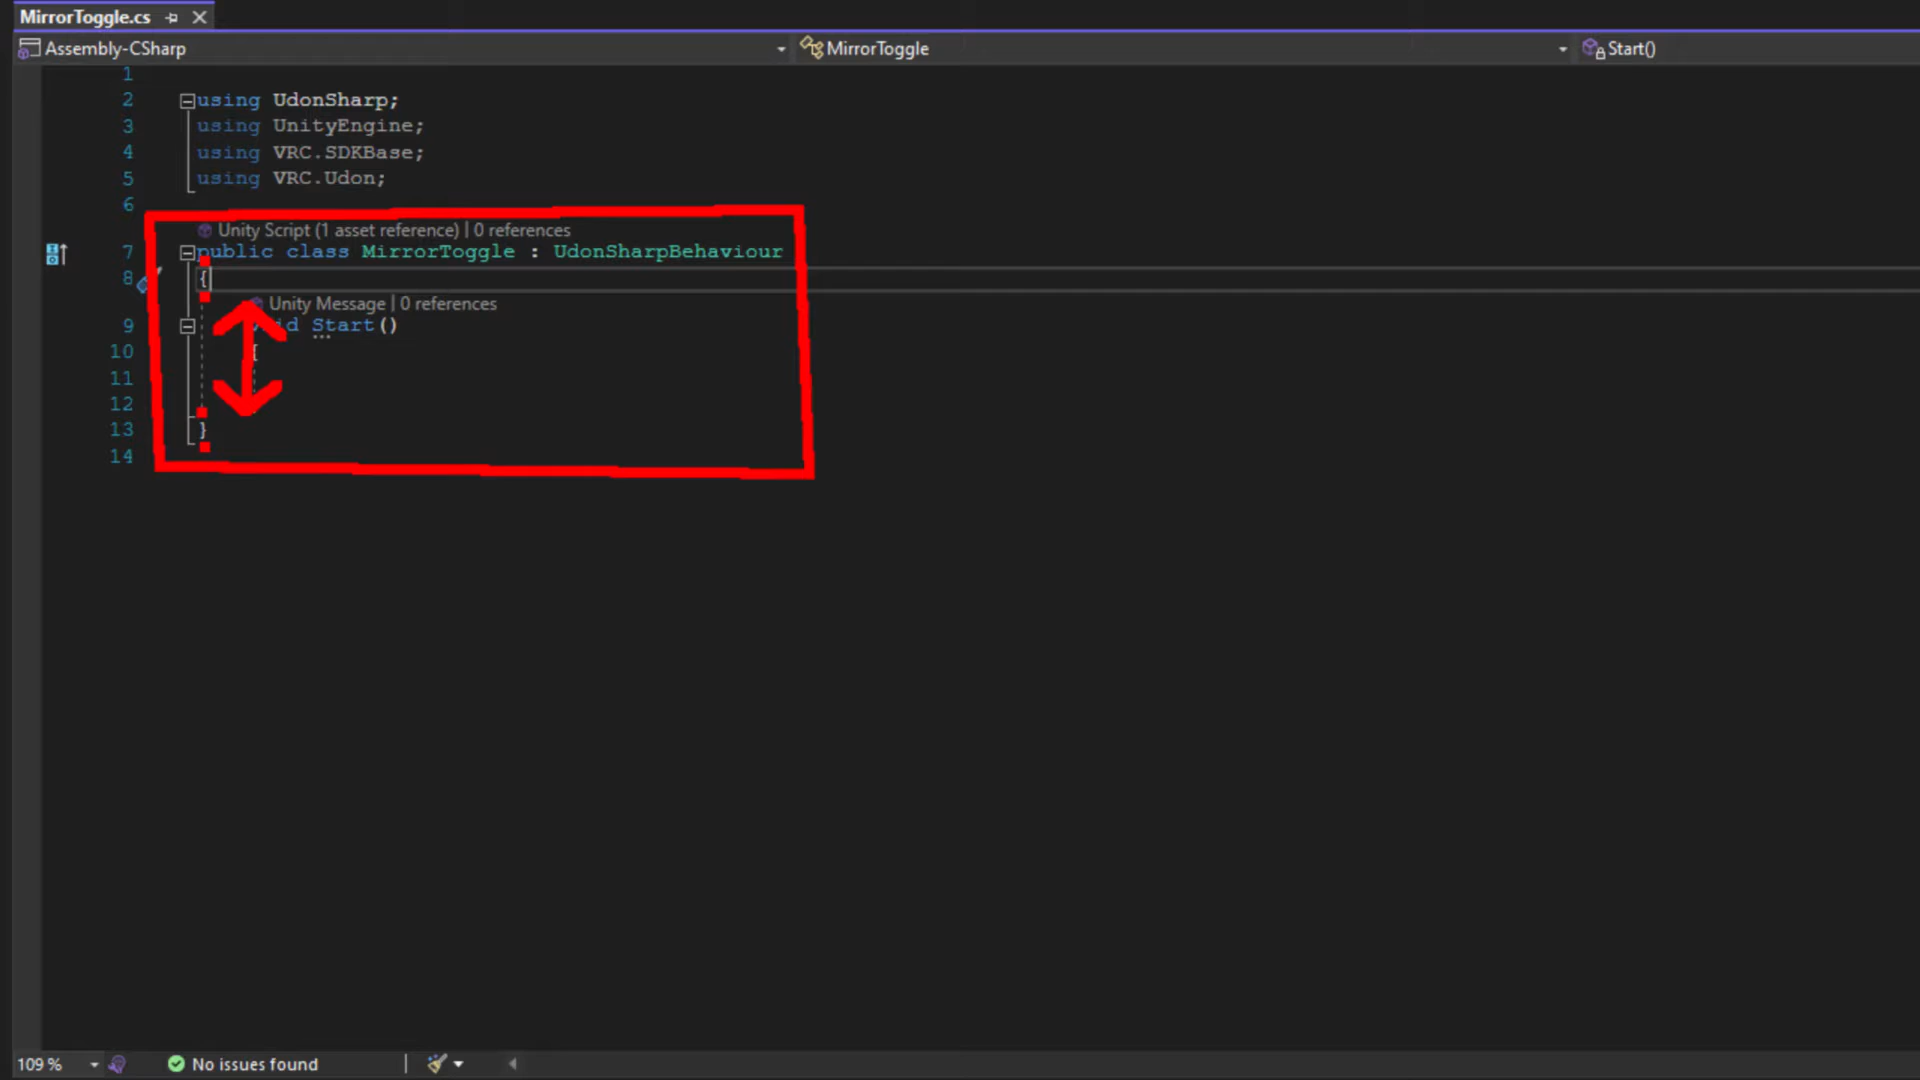 MirrorToggle.cs
Assembly-CSharp MirrorToggle Start()
1
2 using UdonSharp;
3 using UnityEngine;
4 using VRC.SDKBase;
5 using VRC.Udon;
6
Unity Script (1 asset reference) | 0 references
7 public class MirrorToggle : UdonSharpBehaviour
8 {
Unity Message | 0 references
9 Start()
10 {
11
12
13 }
14
109 % No issues found